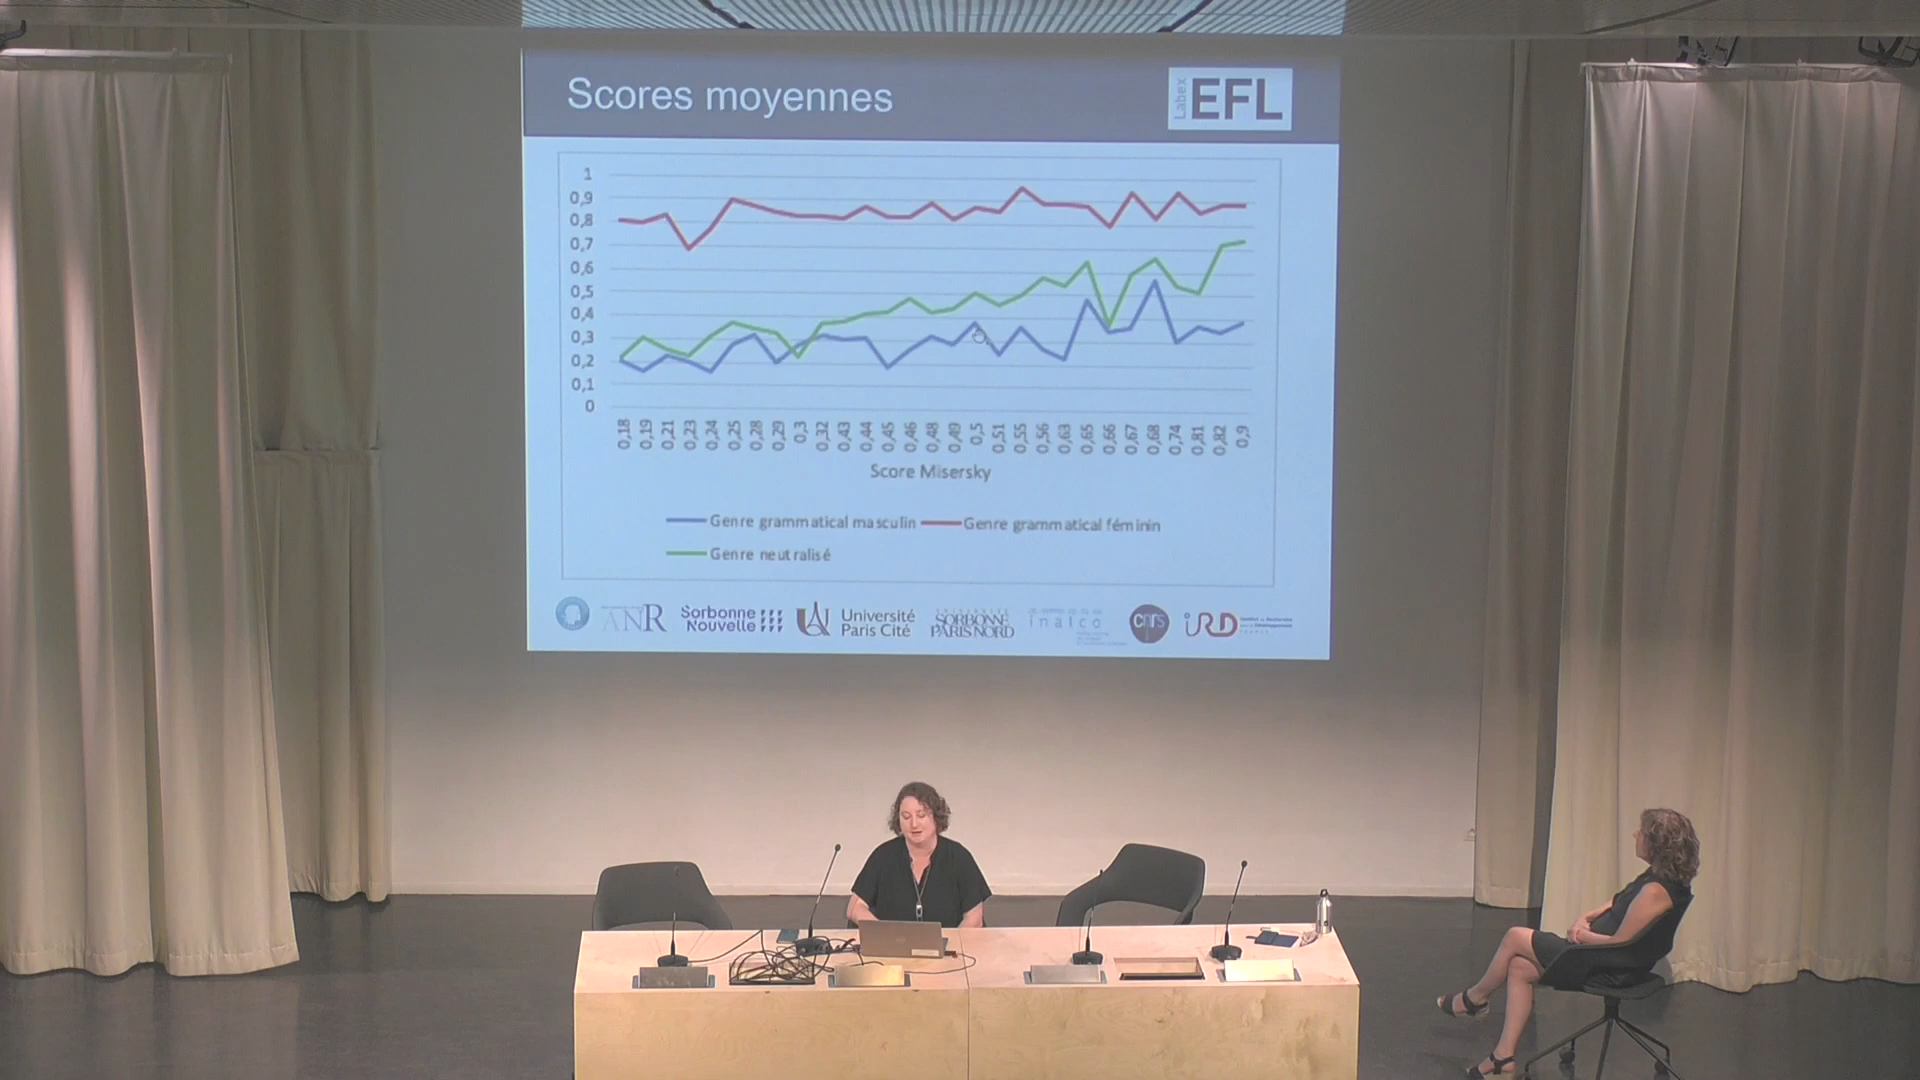 Scores moyennes
Labex EFL
1
0,9
0,8
0,7
0,6
0,5
0,4
0,3
0,2
0,1
0
0,18 0,19 0,21 0,23 0,24 0,25 0,28 0,29 0,3 0,32 0,43 0,44 0,45 0,46 0,48 0,49 0,5 0,51 0,55 0,56 0,63 0,65 0,66 0,67 0,68 0,74 0,81 0,82 0,9
Score Misersky
Genre grammatical masculin Genre grammatical féminin
Genre neutralisé
ANR
Sorbonne
Nouvelle
Université
Paris Cité
SORBONNE
PARIS NORD
inalco
cnrs
IRD